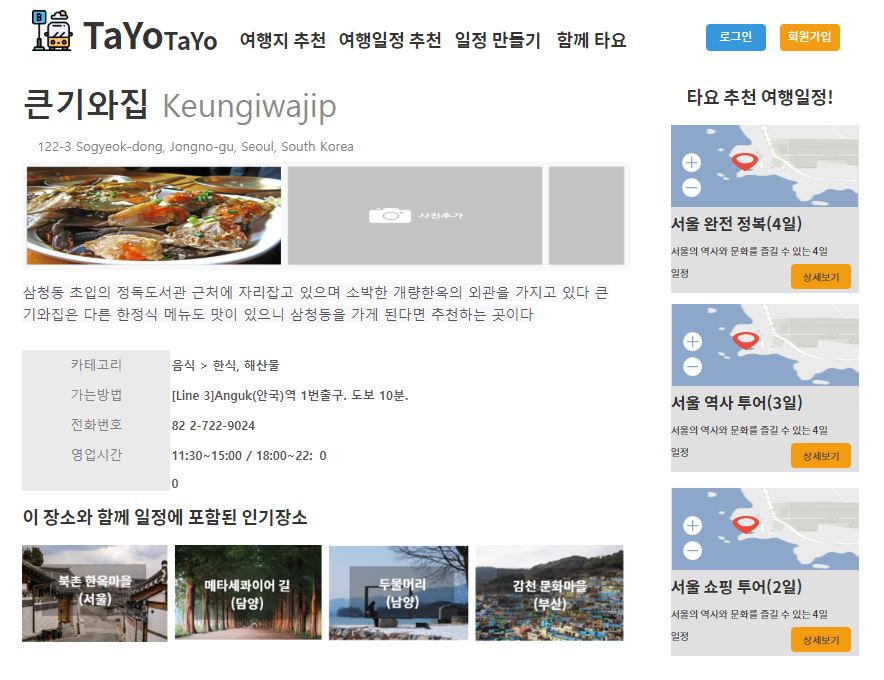 B
TaYoTaYo
여행지 추천 여행일정 추천 일정 만들기 함께 타요
로그인 회원가입
큰기와집 Keungiwajip
122-3 Sogyeok-dong, Jongno-gu, Seoul, South Korea
사진추가
삼청동 초입의 정독도서관 근처에 자리잡고 있으며 소박한 개량한옥의 외관을 가지고 있다 큰
기와집은 다른 한정식 메뉴도 맛이 있으니 삼청동을 가게 된다면 추천하는 곳이다
카테고리 음식 > 한식, 해산물
가는방법 [Line 3]Anguk(안국)역 1번출구. 도보 10분.
전화번호 82 2-722-9024
영업시간 11:30~15:00 / 18:00~22: 0
0
이 장소와 함께 일정에 포함된 인기장소
북촌 한옥마을
(서울)
메타세콰이어 길
(담양)
두물머리
(남양)
감천 문화마을
(부산)
타요 추천 여행일정!
서울 완전 정복(4일)
서울의 역사와 문화를 즐길 수 있는 4일
일정
상세보기
서울 역사 투어(3일)
서울의 역사와 문화를 즐길 수 있는 4일
일정
상세보기
서울 쇼핑 투어(2일)
서울의 역사와 문화를 즐길 수 있는 4일
일정
상세보기